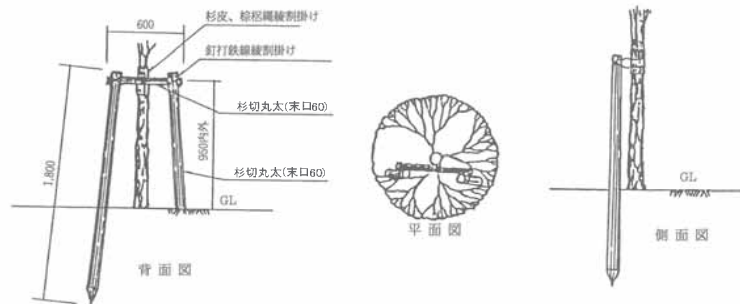 600
杉皮、棕梠縄綾割掛け
釘打鉄線綾割掛け
杉切丸太(末口60)
950内外
1,800
杉切丸太(末口60)
GL
背面図
平面図
GL
側面図